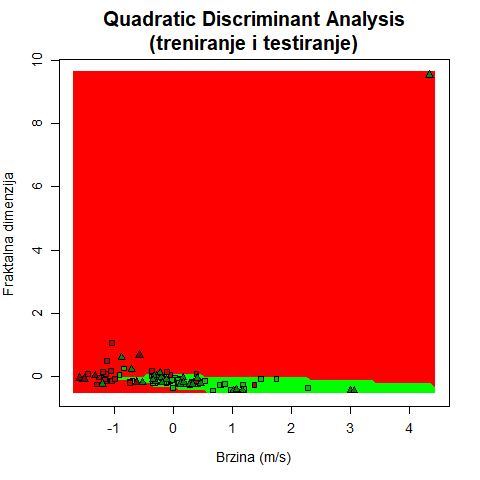 Quadratic Discriminant Analysis
(treniranje i testiranje)
Fraktalna dimenzija
10
8
6
4
2
0
-1 0 1 2 3 4
Brzina (m/s)